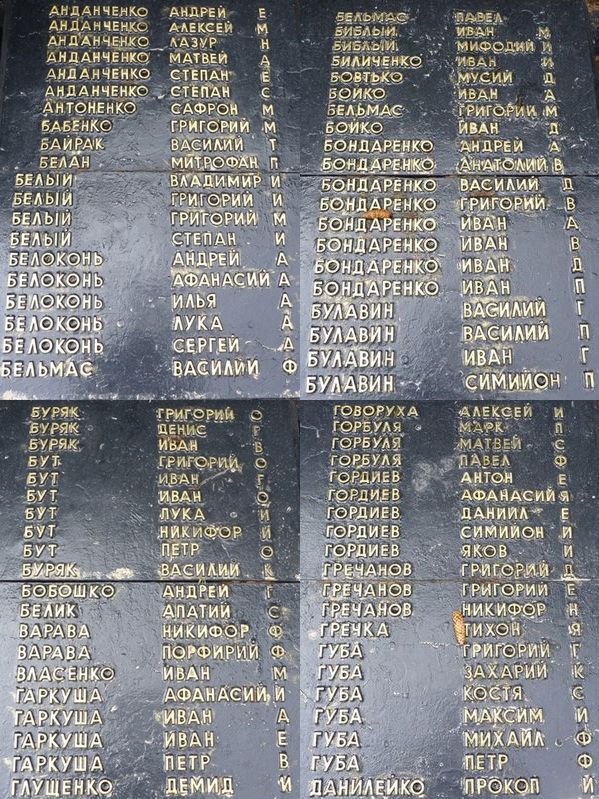 АНДАНЧЕНКО АНДРЕЙ Е
АНДАНЧЕНКО АЛЕКСЕЙ М
АНДАНЧЕНКО ЛАЗУР Н
АНДАНЧЕНКО МАТВЕЙ А
АНДАНЧЕНКО СТЕПАН Е
АНДАНЧЕНКО СТЕПАН С
АНТОНЕНКО САФРОН М
БАБЕНКО ГРИГОРИЙ М
БАЙРАК ВАСИЛИЙ Т
БЕЛАН МИТРОФАН П
БЕЛЫЙ ВЛАДИМИР И
БЕЛЫЙ ГРИГОРИЙ И
БЕЛЫЙ ГРИГОРИЙ М
БЕЛЫЙ СТЕПАН И
БЕЛОКОНЬ АНДРЕЙ А
БЕЛОКОНЬ АФАНАСИЙ А
БЕЛОКОНЬ ИЛЬЯ А
БЕЛОКОНЬ ЛУКА А
БЕЛОКОНЬ СЕРГЕЙ А
БЕЛЬМАС ВАСИЛИЙ Ф
БЕЛЬМАС ПАВЕЛ
БИБЛЫЙ ИВАН М
БИБЛЫЙ МИФОДИЙ И
БИЛИЧЕНКО ИВАН И
БОВТЬКО МУСИЙ Д
БОЙКО ИВАН А
БЕЛЬМАС ГРИГОРИЙ М
БОЙКО ИВАН Д
БОНДАРЕНКО АНДРЕЙ А
БОНДАРЕНКО АНАТОЛИЙ В
БОНДАРЕНКО ВАСИЛИЙ Д
БОНДАРЕНКО ГРИГОРИЙ В
БОНДАРЕНКО ИВАН А
БОНДАРЕНКО ИВАН В
БОНДАРЕНКО ИВАН Д
БОНДАРЕНКО ИВАН П
БУЛАВИН ВАСИЛИЙ Г
БУЛАВИН ВАСИЛИЙ П
БУЛАВИН ИВАН Г
БУЛАВИН СИМИЙОН П
БУРЯК ГРИГОРИЙ О
БУРЯК ДЕНИС Г
БУРЯК ИВАН В
БУТ ГРИГОРИЙ О
БУТ ИВАН Г
БУТ ИВАН О
БУТ ЛУКА И
БУТ НИКИФОР Й
БУТ ПЕТР О
БУРЯК ВАСИЛИЙ К
БОБОШКО АНДРЕЙ Г
БЕЛИК АПАТИЙ С
ВАРАВА НИКИФОР Ф
ВАРАВА ПОРФИРИЙ Ф
ВЛАСЕНКО ИВАН М
ГАРКУША АФАНАСИЙ И
ГАРКУША ИВАН А
ГАРКУША ИВАН Е
ГАРКУША ПЕТР В
ГЛУЩЕНКО ДЕМИД И
ГОВОРУХА АЛЕКСЕЙ И
ГОРБУЛЯ МАРК П
ГОРБУЛЯ МАТВЕЙ С
ГОРБУЛЯ ПАВЕЛ Ф
ГОРДИЕВ АНТОН Е
ГОРДИЕВ АФАНАСИЙ Я
ГОРДИЕВ ДАНИИЛ Е
ГОРДИЕВ СИМИЙОН И
ГОРДИЕВ ЯКОВ И
ГРЕЧАНОВ ГРИГОРИЙ Д
ГРЕЧАНОВ ГРИГОРИЙ Е
ГРЕЧАНОВ НИКИФОР Н
ГРЕЧКА ТИХОН Я
ГУБА ГРИГОРИЙ Г
ГУБА ЗАХАРИЙ К
ГУБА КОСТЯ С
ГУБА МАКСИМ И
ГУБА МИХАЙЛ Ф
ГУБА ПЕТР Ф
ДАНИЛЕЙКО ПРОКОП Й